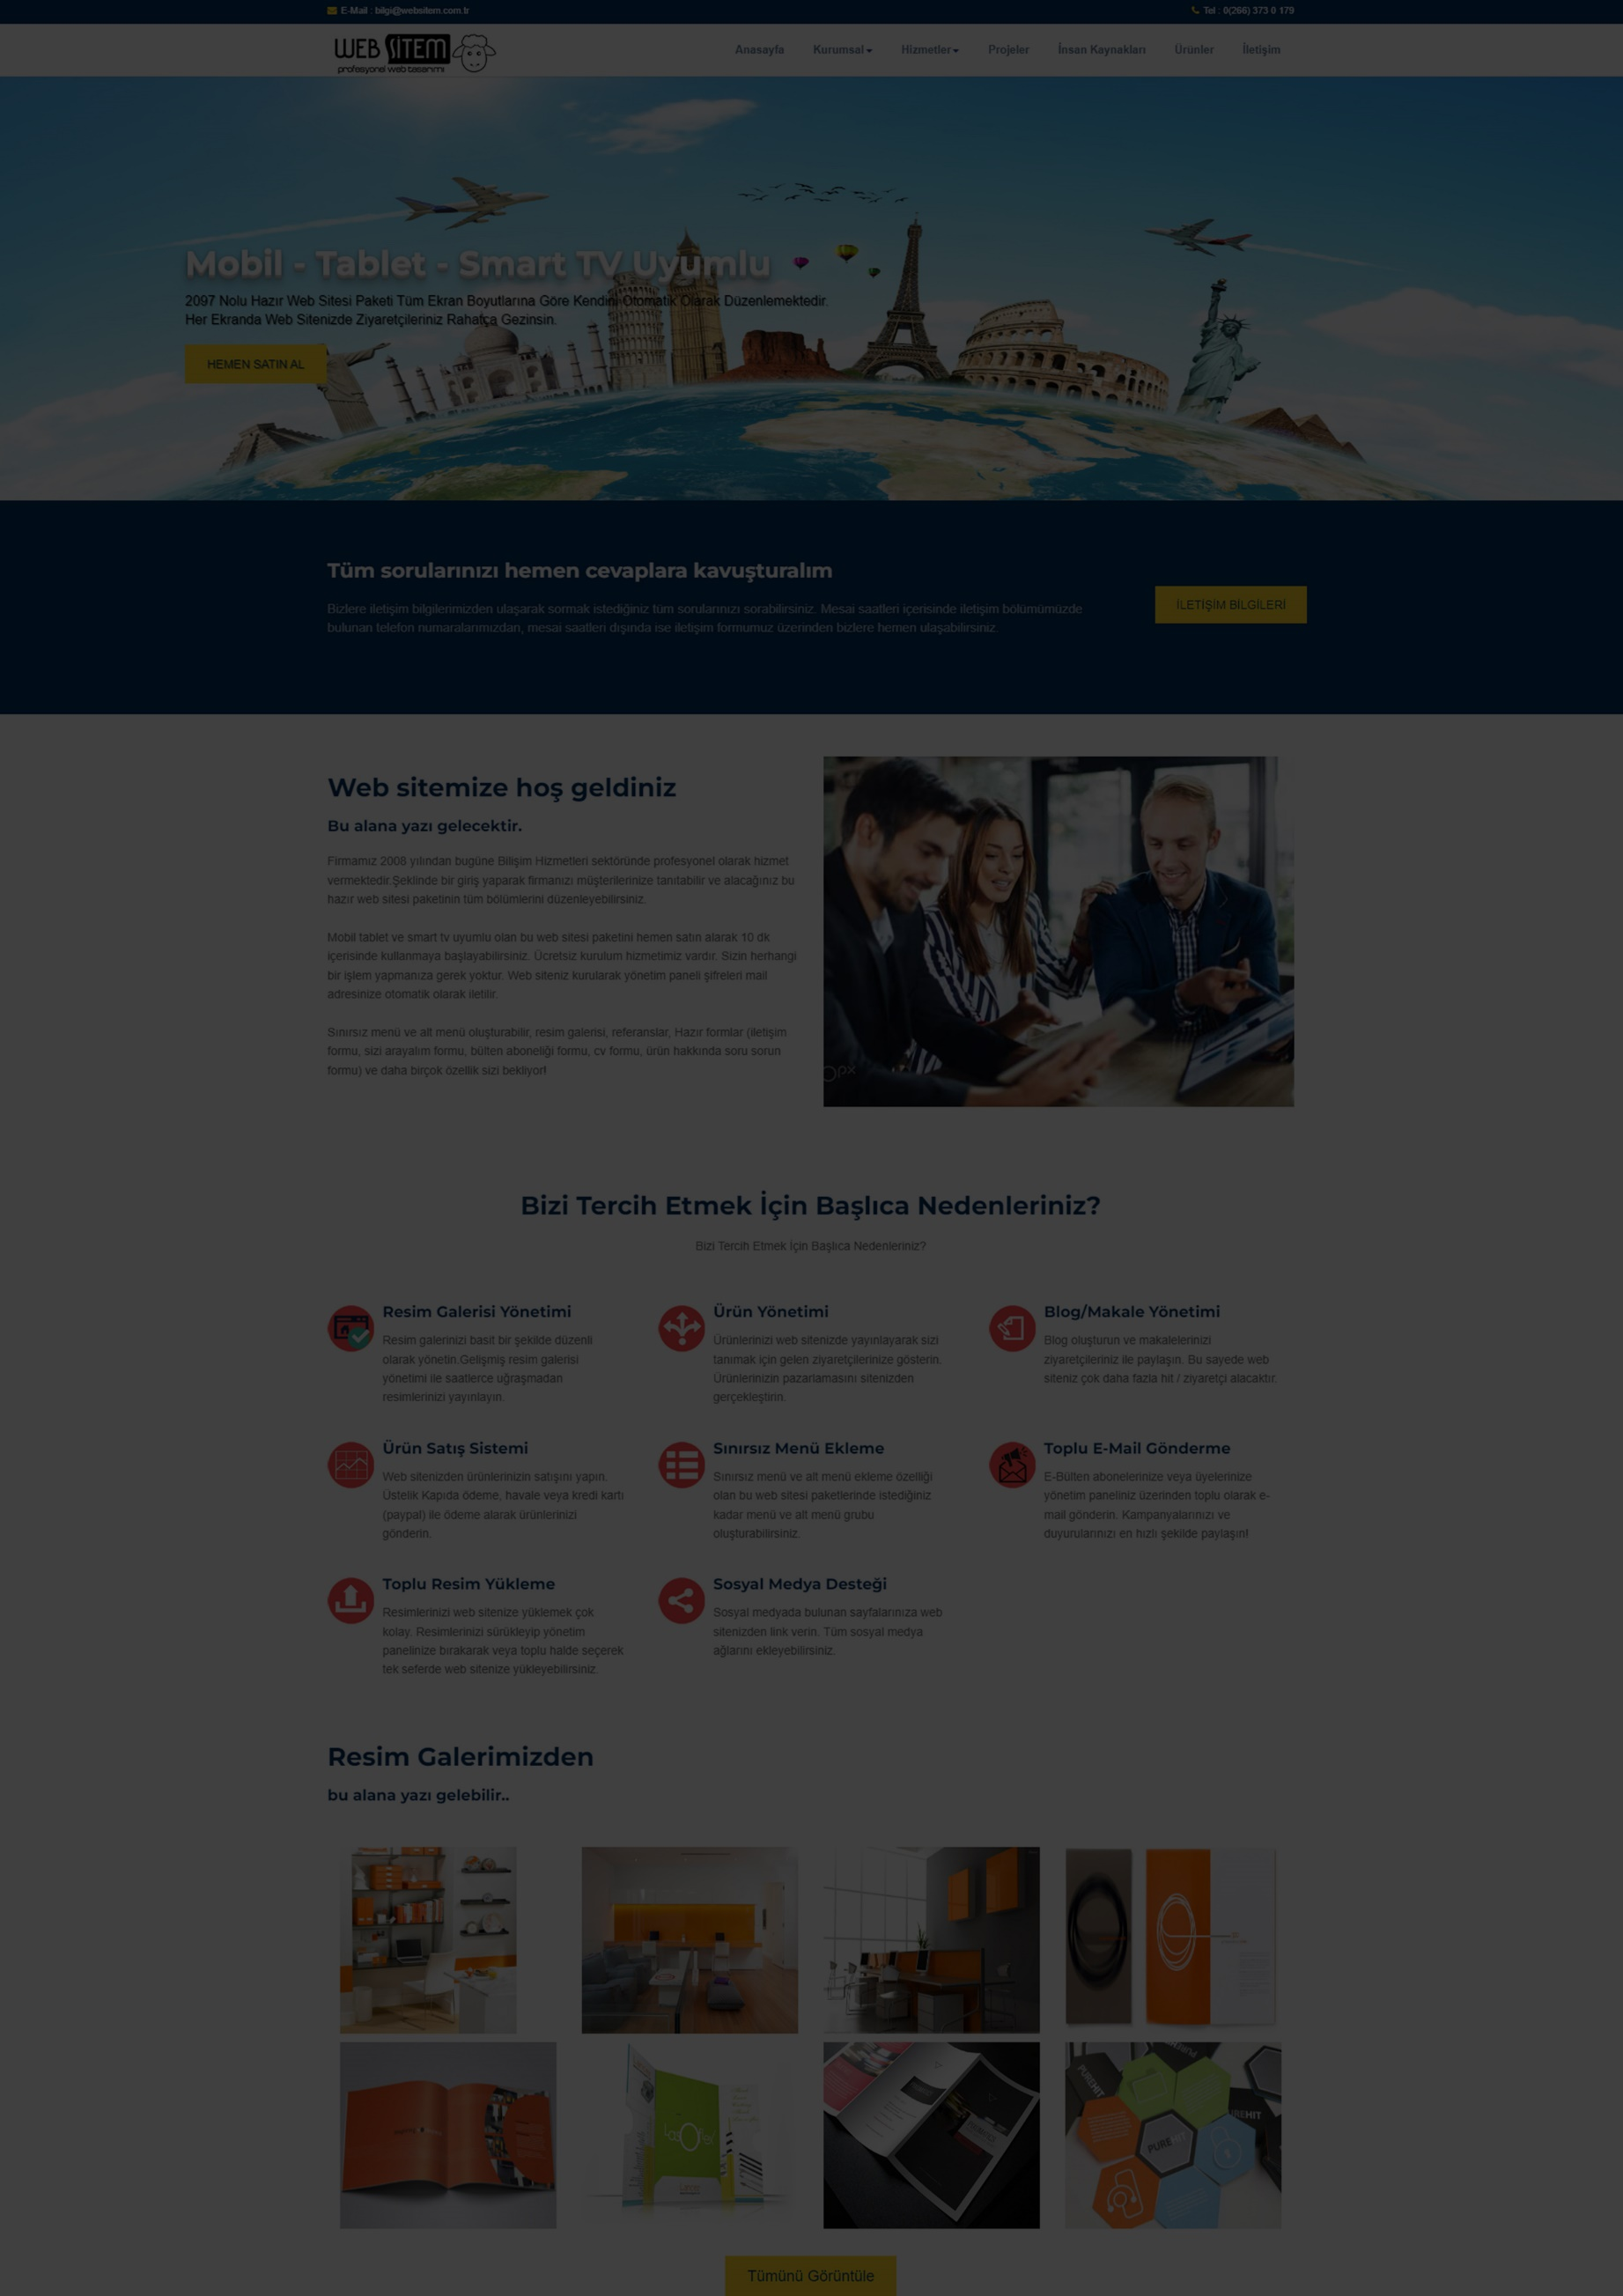 E-Mail : bilgi@websitem.com.tr
Tel : 0(266) 373 0 179
WEB SİTEM
profesyonel web tasarımı
Anasayfa
Kurumsal
Hizmetler
Projeler
İnsan Kaynakları
Ürünler
İletişim
Mobil - Tablet - Smart TV Uyumlu
2097 Nolu Hazır Web Sitesi Paketi Tüm Ekran Boyutlarına Göre Kendini Otomatik Olarak Düzenlemektedir.
Her Ekranda Web Sitenizde Ziyaretçileriniz Rahatça Gezinsin.
HEMEN SATIN AL
Tüm sorularınızı hemen cevaplara kavuşturalım
Bizlere iletişim bilgilerimizden ulaşarak sormak istediğiniz tüm sorularınızı sorabilirsiniz. Mesai saatleri içerisinde iletişim bölümümüzde
bulunan telefon numaralarımızdan, mesai saatleri dışında ise iletişim formumuz üzerinden bizlere hemen ulaşabilirsiniz.
İLETİŞİM BİLGİLERİ
Web sitemize hoş geldiniz
Bu alana yazı gelecektir.
Firmamız 2008 yılından bugüne Bilişim Hizmetleri sektöründe profesyonel olarak hizmet
vermektedir.Şeklinde bir giriş yaparak firmanızı müşterilerinize tanıtabilir ve alacağınız bu
hazır web sitesi paketinin tüm bölümlerini düzenleyebilirsiniz.
Mobil tablet ve smart tv uyumlu olan bu web sitesi paketini hemen satın alarak 10 dk
içerisinde kullanmaya başlayabilirsiniz. Ücretsiz kurulum hizmetimiz vardır. Sizin herhangi
bir işlem yapmanıza gerek yoktur. Web siteniz kurularak yönetim paneli şifreleri mail
adresinize otomatik olarak iletilir.
Sınırsız menü ve alt menü oluşturabilir, resim galerisi, referanslar, Hazır formlar (iletişim
formu, sizi arayalım formu, bülten aboneliği formu, cv formu, ürün hakkında soru sorun
formu) ve daha birçok özellik sizi bekliyor!
px
Bizi Tercih Etmek İçin Başlıca Nedenleriniz?
Bizi Tercih Etmek İçin Başlıca Nedenleriniz?
Resim Galerisi Yönetimi
Resim galerinizi basit bir şekilde düzenli
olarak yönetin.Gelişmiş resim galerisi
yönetimi ile saatlerce uğraşmadan
resimlerinizi yayınlayın.
Ürün Yönetimi
Ürünlerinizi web sitenizde yayınlayarak sizi
tanımak için gelen ziyaretçilerinize gösterin.
Ürünlerinizin pazarlamasını sitenizden
gerçekleştirin.
Blog/Makale Yönetimi
Blog oluşturun ve makalelerinizi
ziyaretçileriniz ile paylaşın. Bu sayede web
siteniz çok daha fazla hit / ziyaretçi alacaktır.
Ürün Satış Sistemi
Web sitenizden ürünlerinizin satışını yapın.
Üstelik Kapıda ödeme, havale veya kredi kartı
(paypal) ile ödeme alarak ürünlerinizi
gönderin.
Sınırsız Menü Ekleme
Sınırsız menü ve alt menü ekleme özelliği
olan bu web sitesi paketlerinde istediğiniz
kadar menü ve alt menü grubu
oluşturabilirsiniz.
Toplu E-Mail Gönderme
E-Bülten abonelerinize veya üyelerinize
yönetim paneliniz üzerinden toplu olarak e-
mail gönderin. Kampanyalarınızı ve
duyurularınızı en hızlı şekilde paylaşın!
Toplu Resim Yükleme
Resimlerinizi web sitenize yüklemek çok
kolay. Resimlerinizi sürükleyip yönetim
panelinize bırakarak veya toplu halde seçerek
tek seferde web sitenize yükleyebilirsiniz.
Sosyal Medya Desteği
Sosyal medyada bulunan sayfalarınıza web
sitenizden link verin. Tüm sosyal medya
ağlarını ekleyebilirsiniz.
Resim Galerimizden
bu alana yazı gelebilir..
PUREHIT
PUREHIT
Tümünü Görüntüle